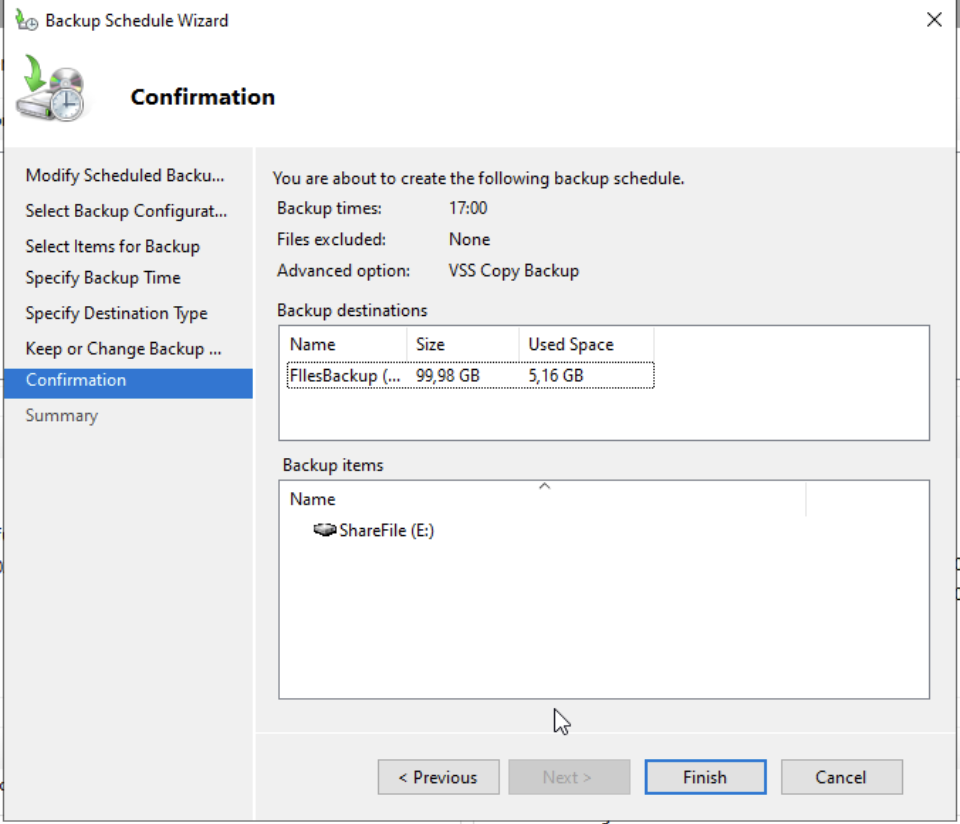 Backup Schedule Wizard
Confirmation
Modify Scheduled Backu...
Select Backup Configurat...
Select Items for Backup
Specify Backup Time
Specify Destination Type
Keep or Change Backup ...
Confirmation
Summary
You are about to create the following backup schedule.
Backup times: 17:00
Files excluded: None
Advanced option: VSS Copy Backup
Backup destinations
Name Size Used Space
FIlesBackup (... 99,98 GB 5,16 GB
Backup items
Name
ShareFile (E:)
< Previous Next > Finish Cancel